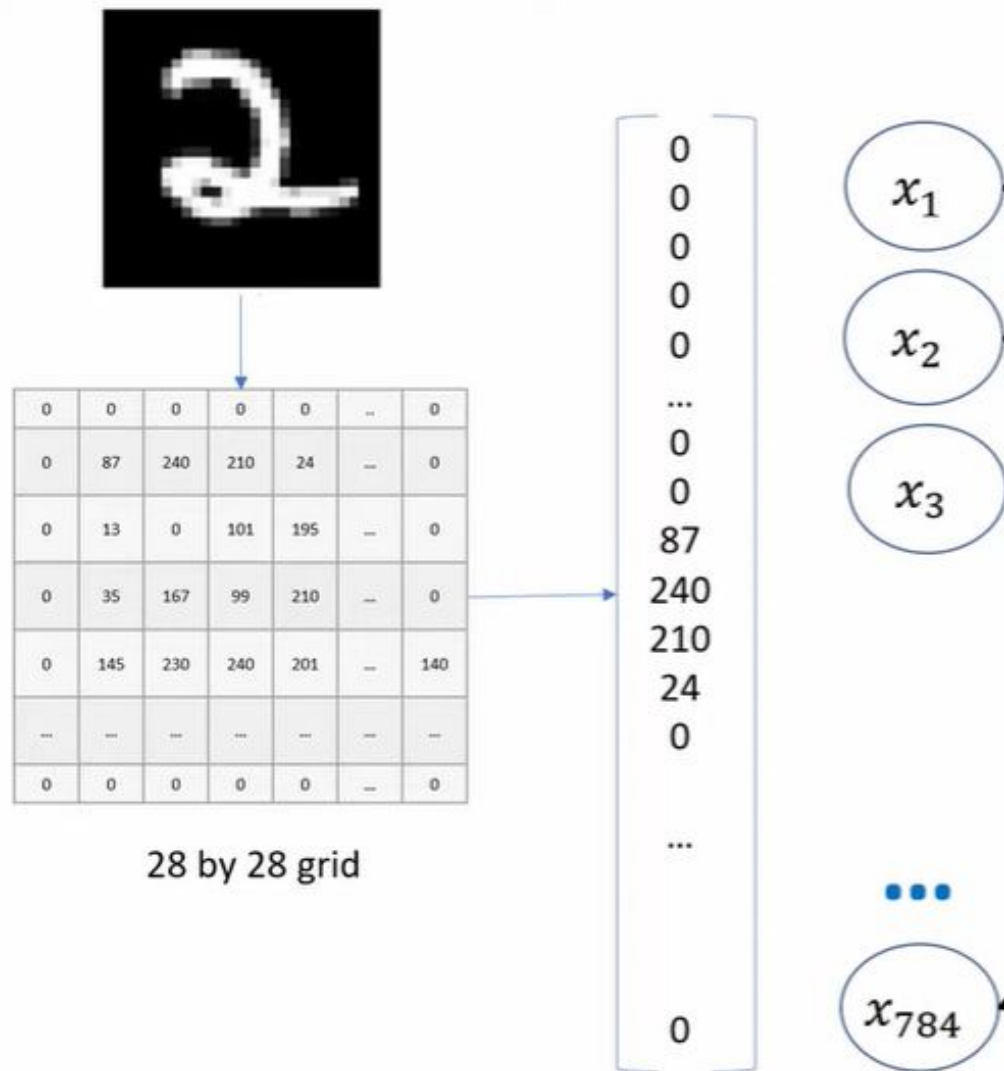 0 0 0 0 0 .. 0
0 87 240 210 24 ... 0
0 13 0 101 195 ... 0
0 35 167 99 210 ... 0
0 145 230 240 201 ... 140
... ... ... ... ... ... ...
0 0 0 0 0 ... 0
28 by 28 grid
0
0
0
0
0
...
0
0
87
240
210
24
0
...
0
x₁
x₂
x₃
...
x₇₈₄